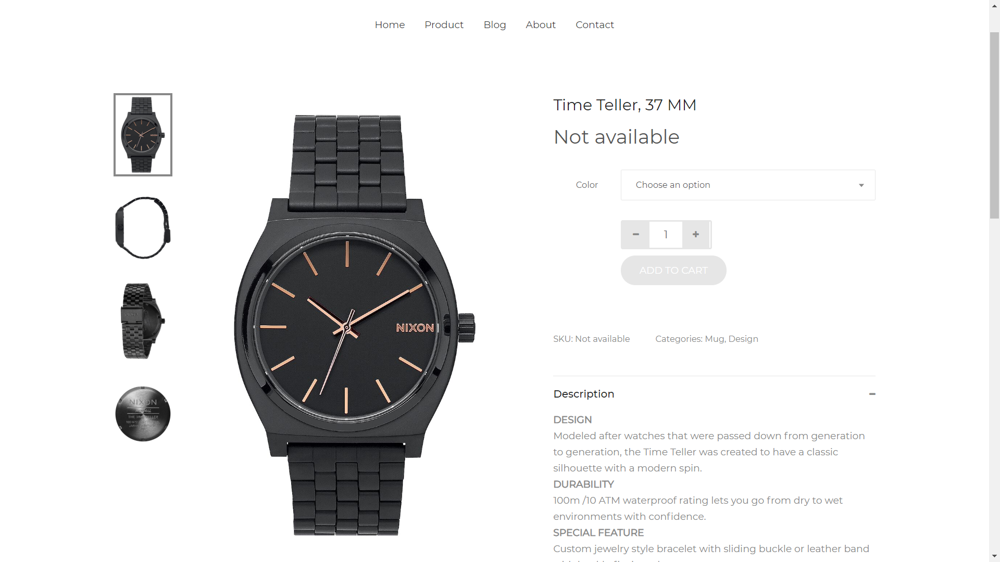 Home Product Blog About Contact
Time Teller, 37 MM
Not available
Color
Choose an option
1
ADD TO CART
NIXON
NIXON
SKU: Not available Categories: Mug, Design
Description
DESIGN
Modeled after watches that were passed down from generation
to generation, the Time Teller was created to have a classic
silhouette with a modern spin.
DURABILITY
100m /10 ATM waterproof rating lets you go from dry to wet
environments with confidence.
SPECIAL FEATURE
Custom jewelry style bracelet with sliding buckle or leather band